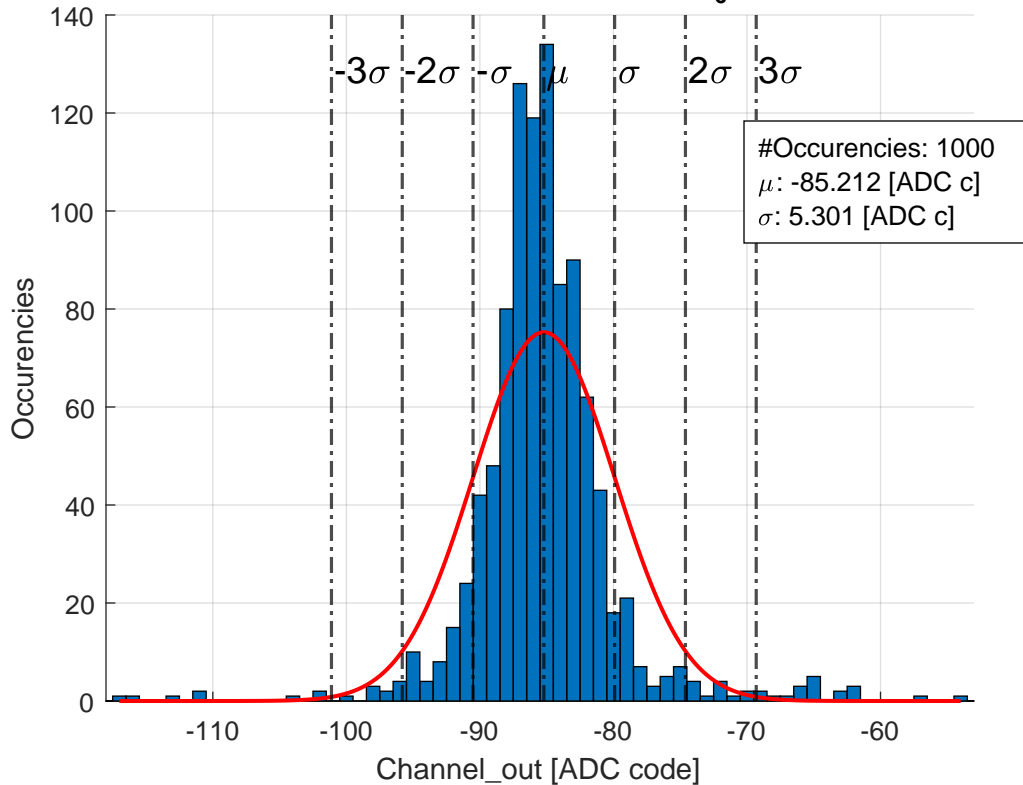 140
120
100
80
60
40
20
0
-3σ -2σ -σ μ σ 2σ 3σ
#Occurencies: 1000
μ: -85.212 [ADC c]
σ: 5.301 [ADC c]
Occurencies
-110 -100 -90 -80 -70 -60
Channel_out [ADC code]